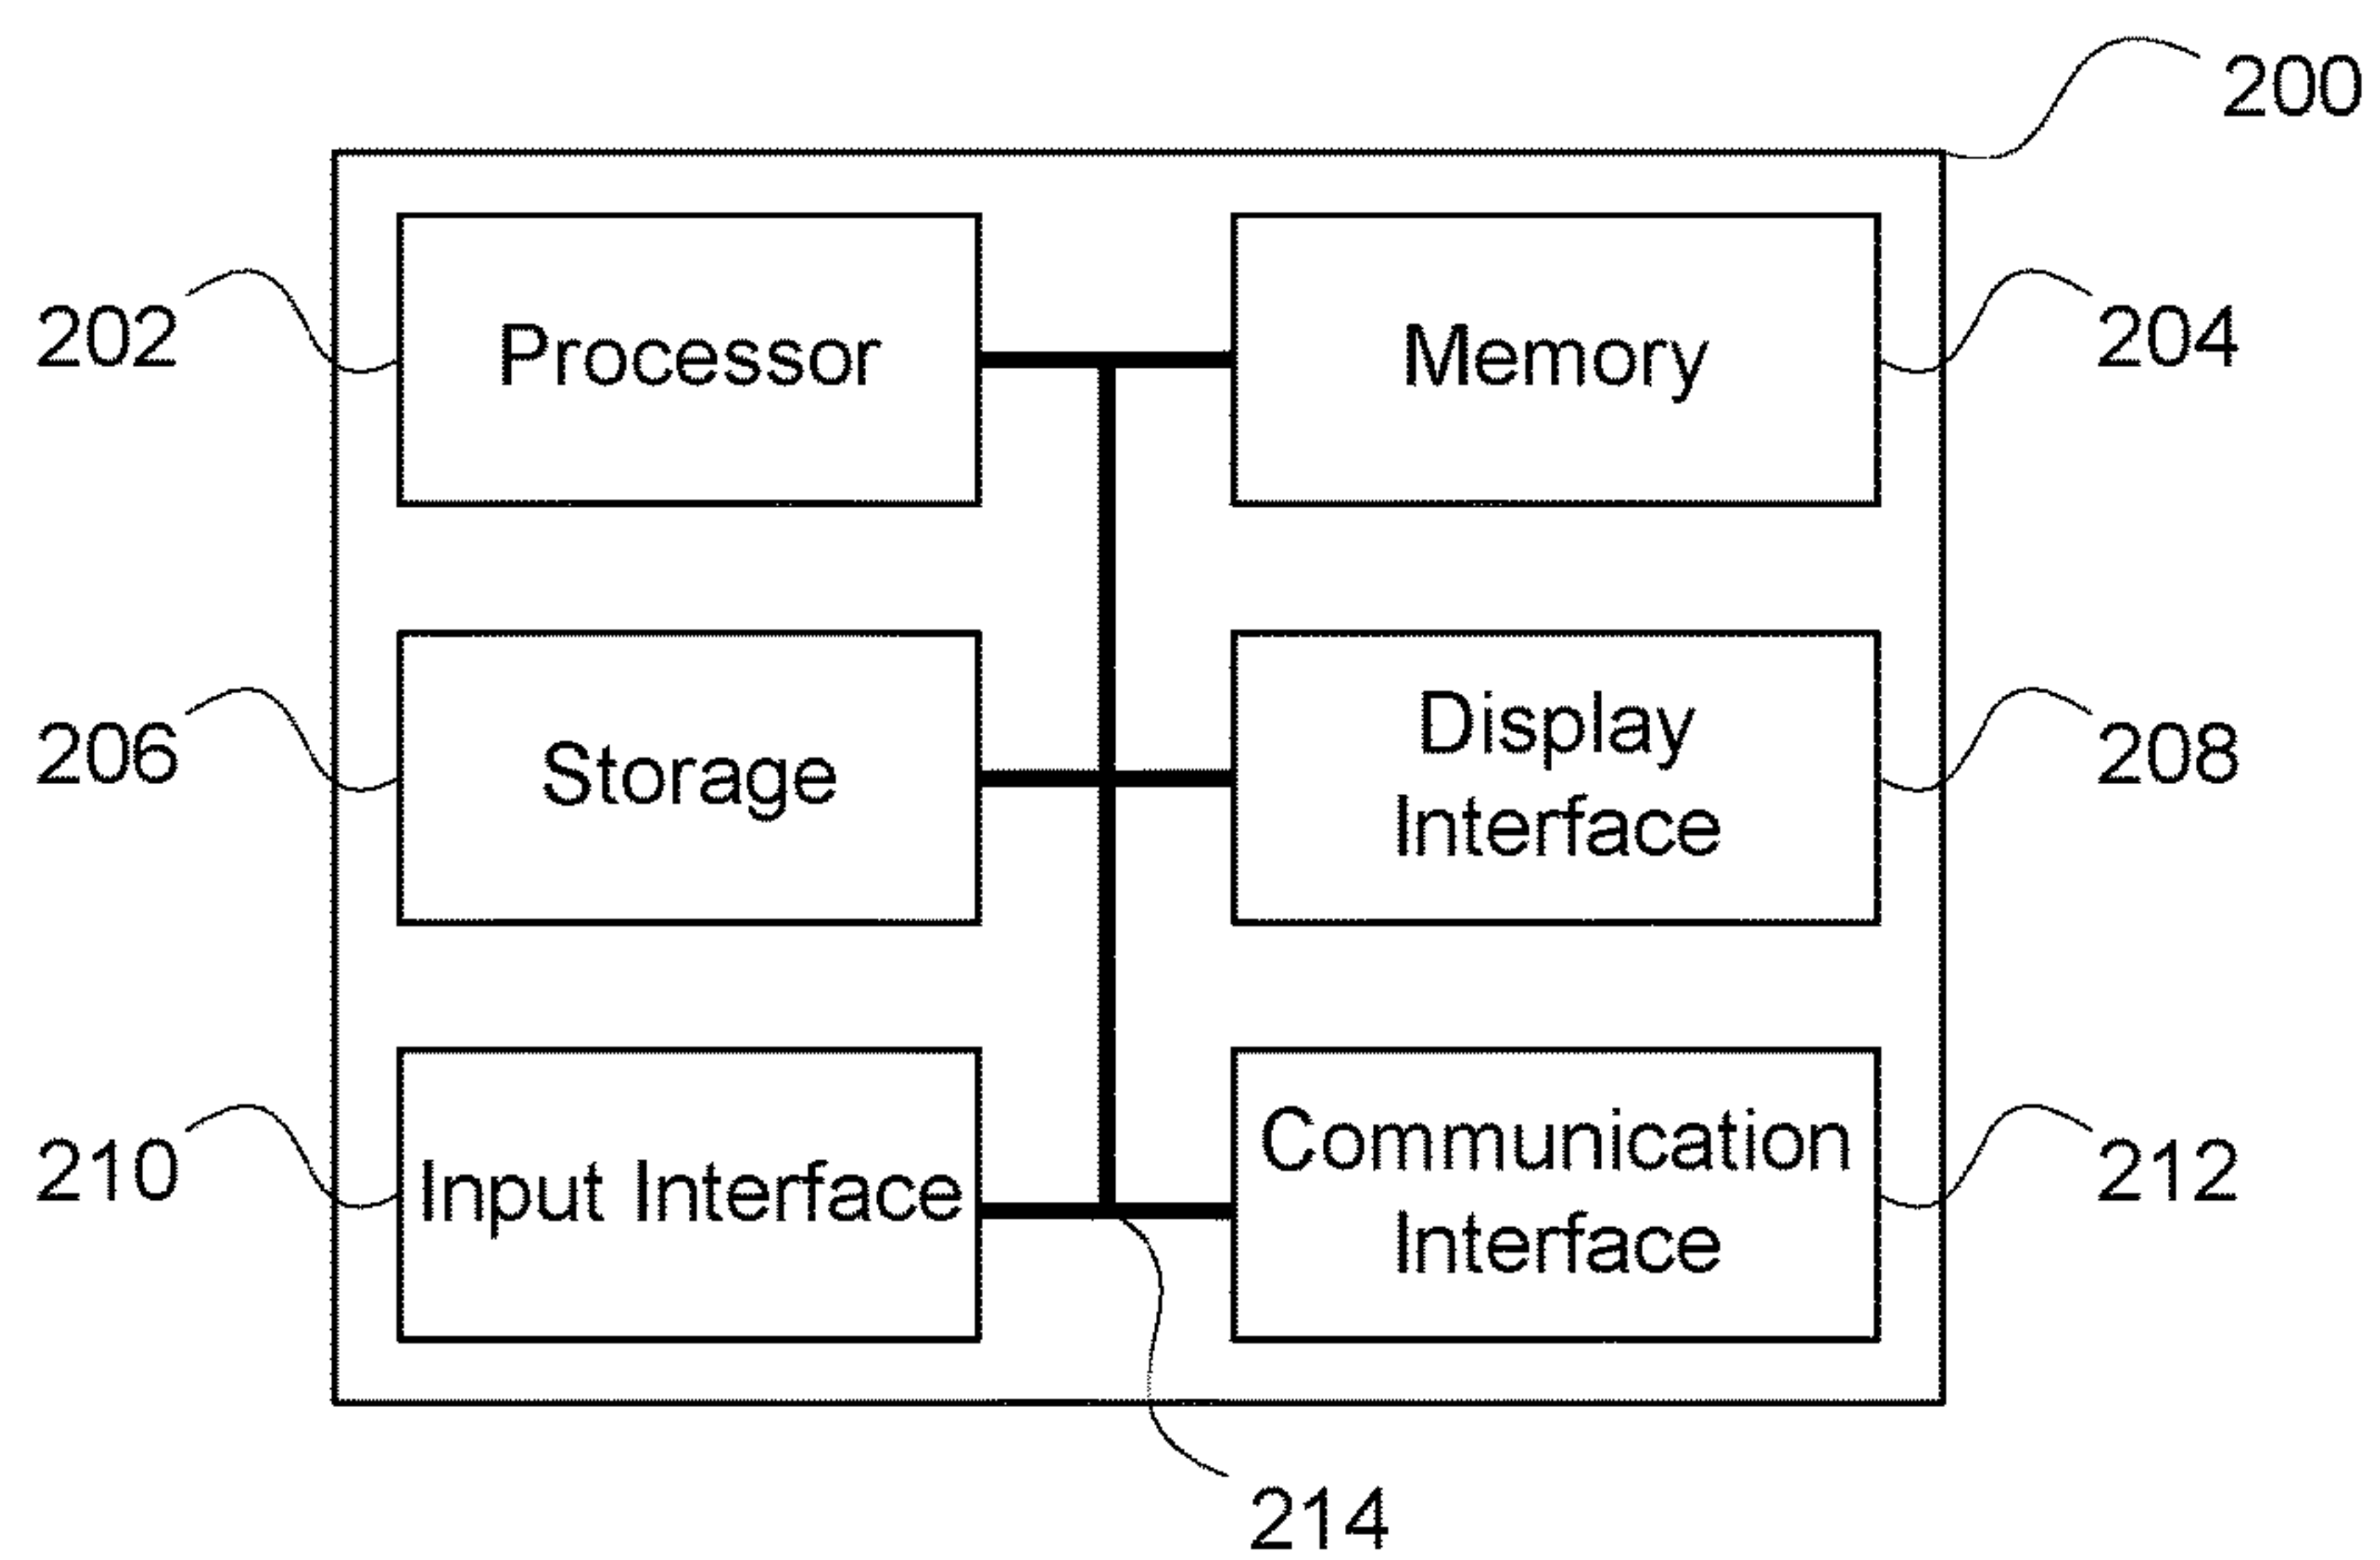 200
202
Processor
Memory
204
206
Storage
Display
Interface
208
210
Input Interface
Communication
Interface
212
214